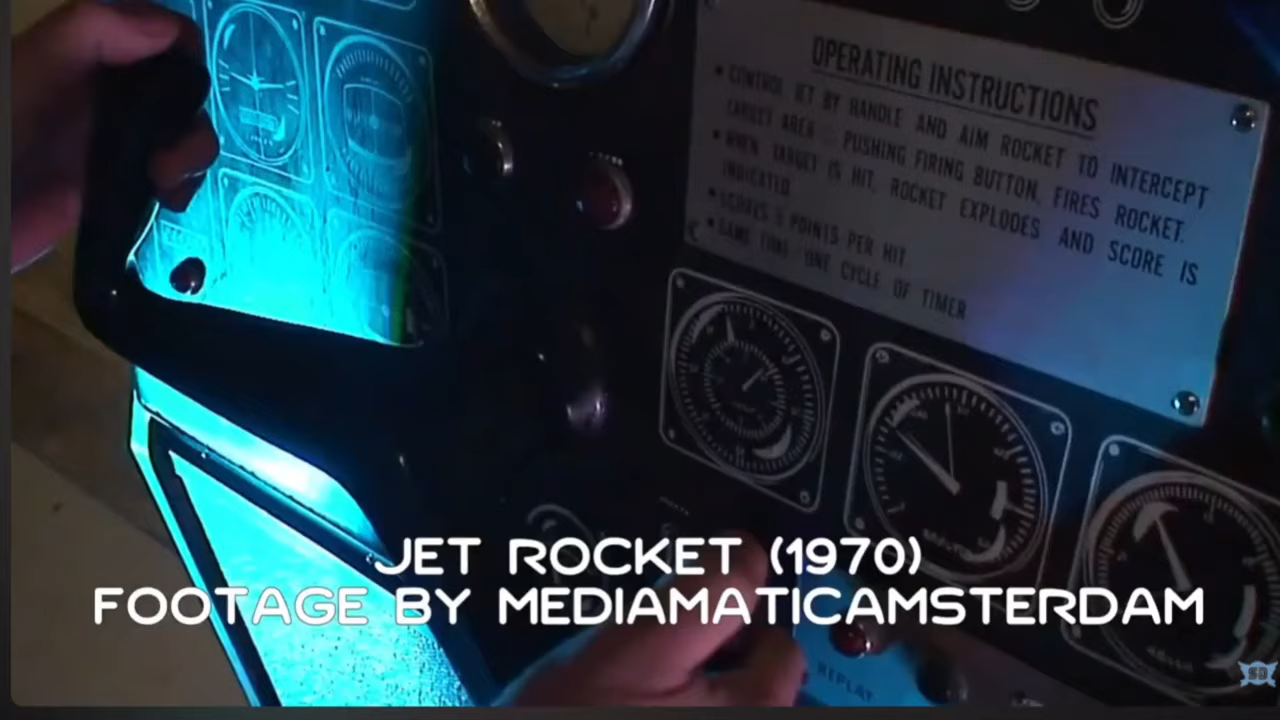 OPERATING INSTRUCTIONS
• CONTROL JET BY HANDLE AND AIM ROCKET TO INTERCEPT
TARGET AREA PUSHING FIRING BUTTON, FIRES ROCKET.
• WHEN TARGET IS HIT, ROCKET EXPLODES AND SCORE IS
INDICATED
• SCORES 5 POINTS PER HIT
• GAME TIME: ONE CYCLE OF TIMER
JET ROCKET (1970)
FOOTAGE BY MEDIAMATICAMSTERDAM
REPLAY